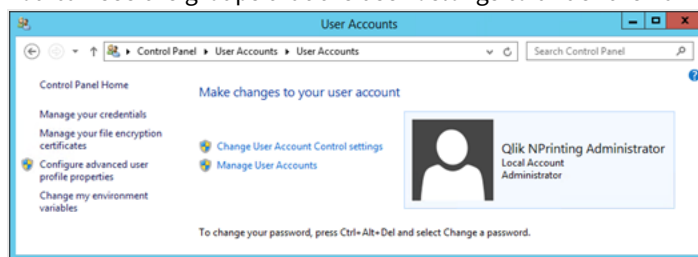 User Accounts
Control Panel User Accounts User Accounts
Search Control Panel
Control Panel Home
Manage your credentials
Manage your file encryption
certificates
Configure advanced user
profile properties
Change my environment
variables
Make changes to your user account
Change User Account Control settings
Manage User Accounts
Qlik NPrinting Administrator
Local Account
Administrator
To change your password, press Ctrl+Alt+Del and select Change a password.